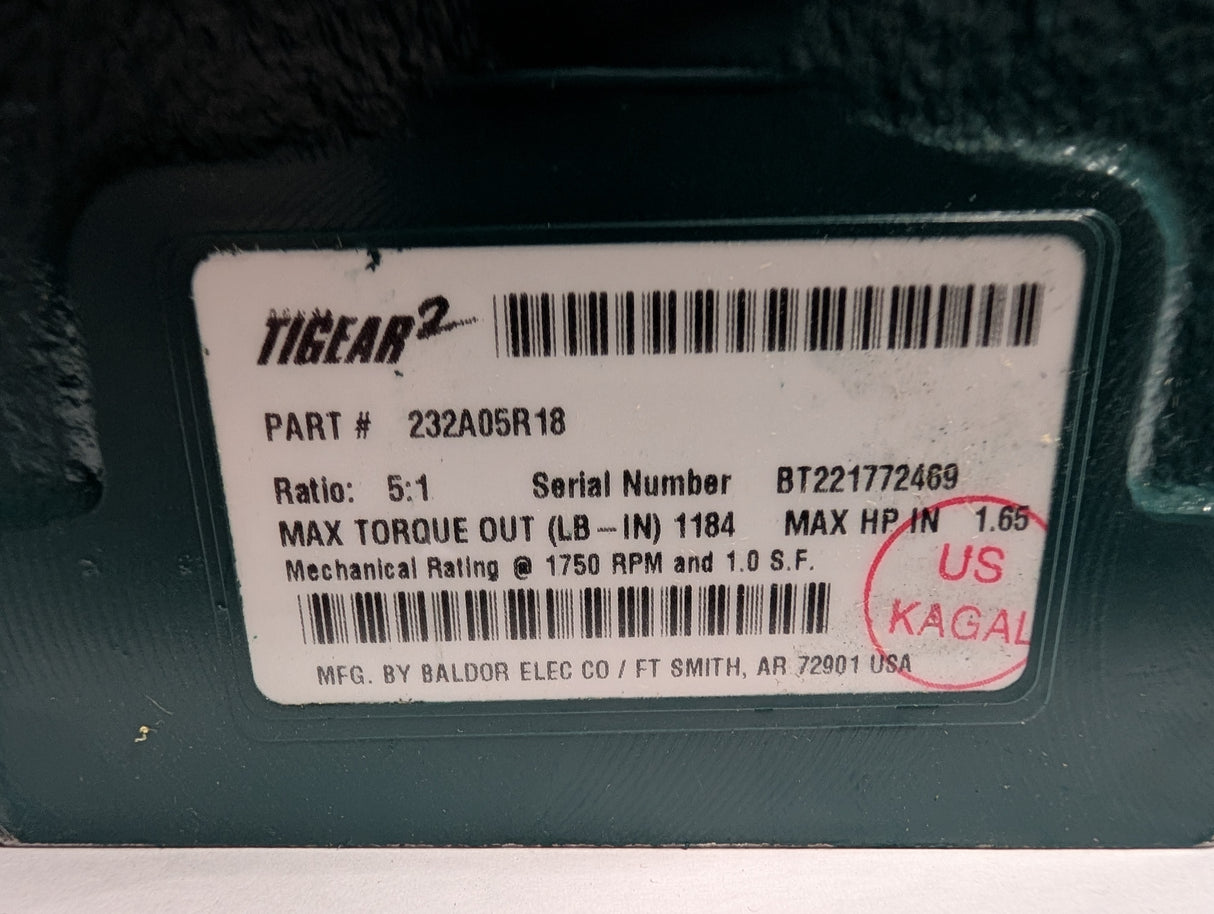 TIGEAR2
PART # 232A05R18
Ratio: 5:1 Serial Number BT221772469
MAX TORQUE OUT (LB-IN) 1184 MAX HP IN 1.65
Mechanical Rating @ 1750 RPM and 1.0 S.F.
US
KAGAL
MFG. BY BALDOR ELEC CO / FT SMITH, AR 72901 USA